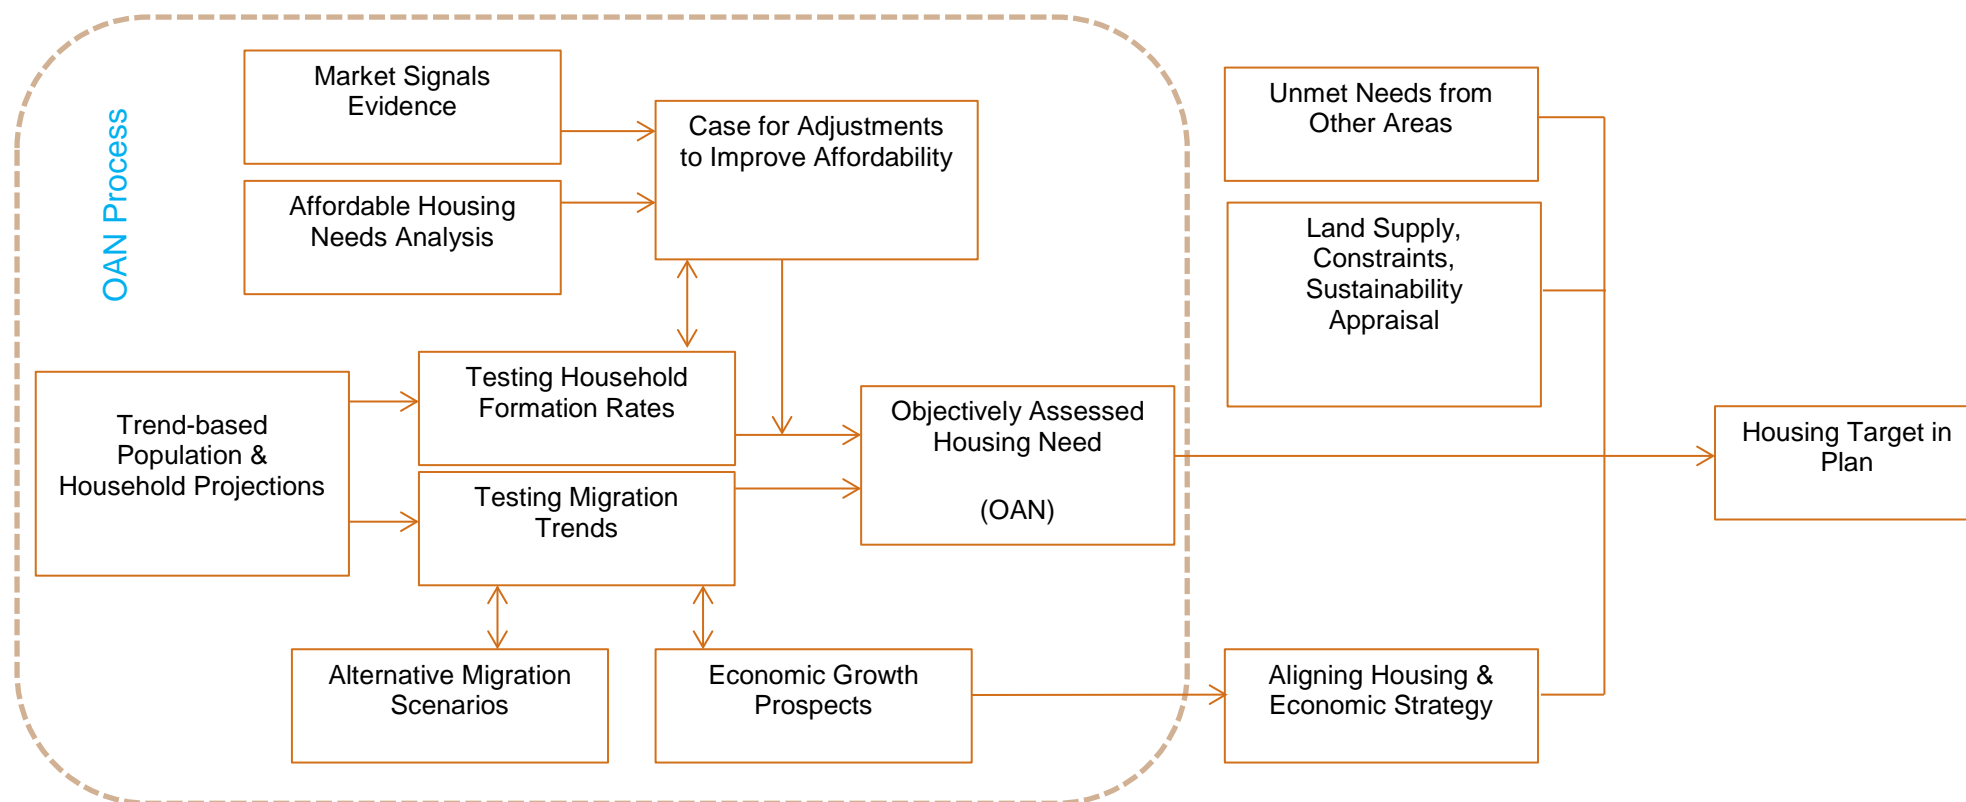 OAN Process
Market Signals
Evidence
Affordable Housing
Needs Analysis
Case for Adjustments
to Improve Affordability
Trend-based
Population &
Household Projections
Testing Household
Formation Rates
Testing Migration
Trends
Alternative Migration
Scenarios
Economic Growth
Prospects
Objectively Assessed
Housing Need
(OAN)
Unmet Needs from
Other Areas
Land Supply,
Constraints,
Sustainability
Appraisal
Aligning Housing &
Economic Strategy
Housing Target in
Plan